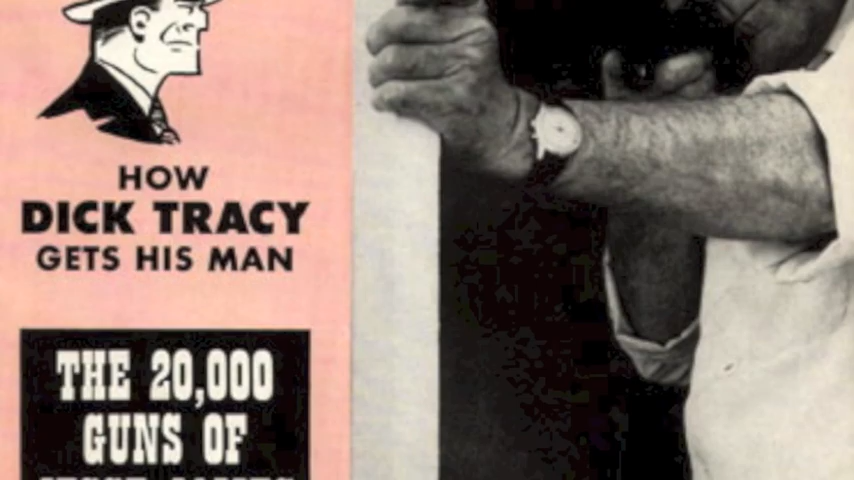 HOW
DICK TRACY
GETS HIS MAN
THE 20,000
GUNS OF